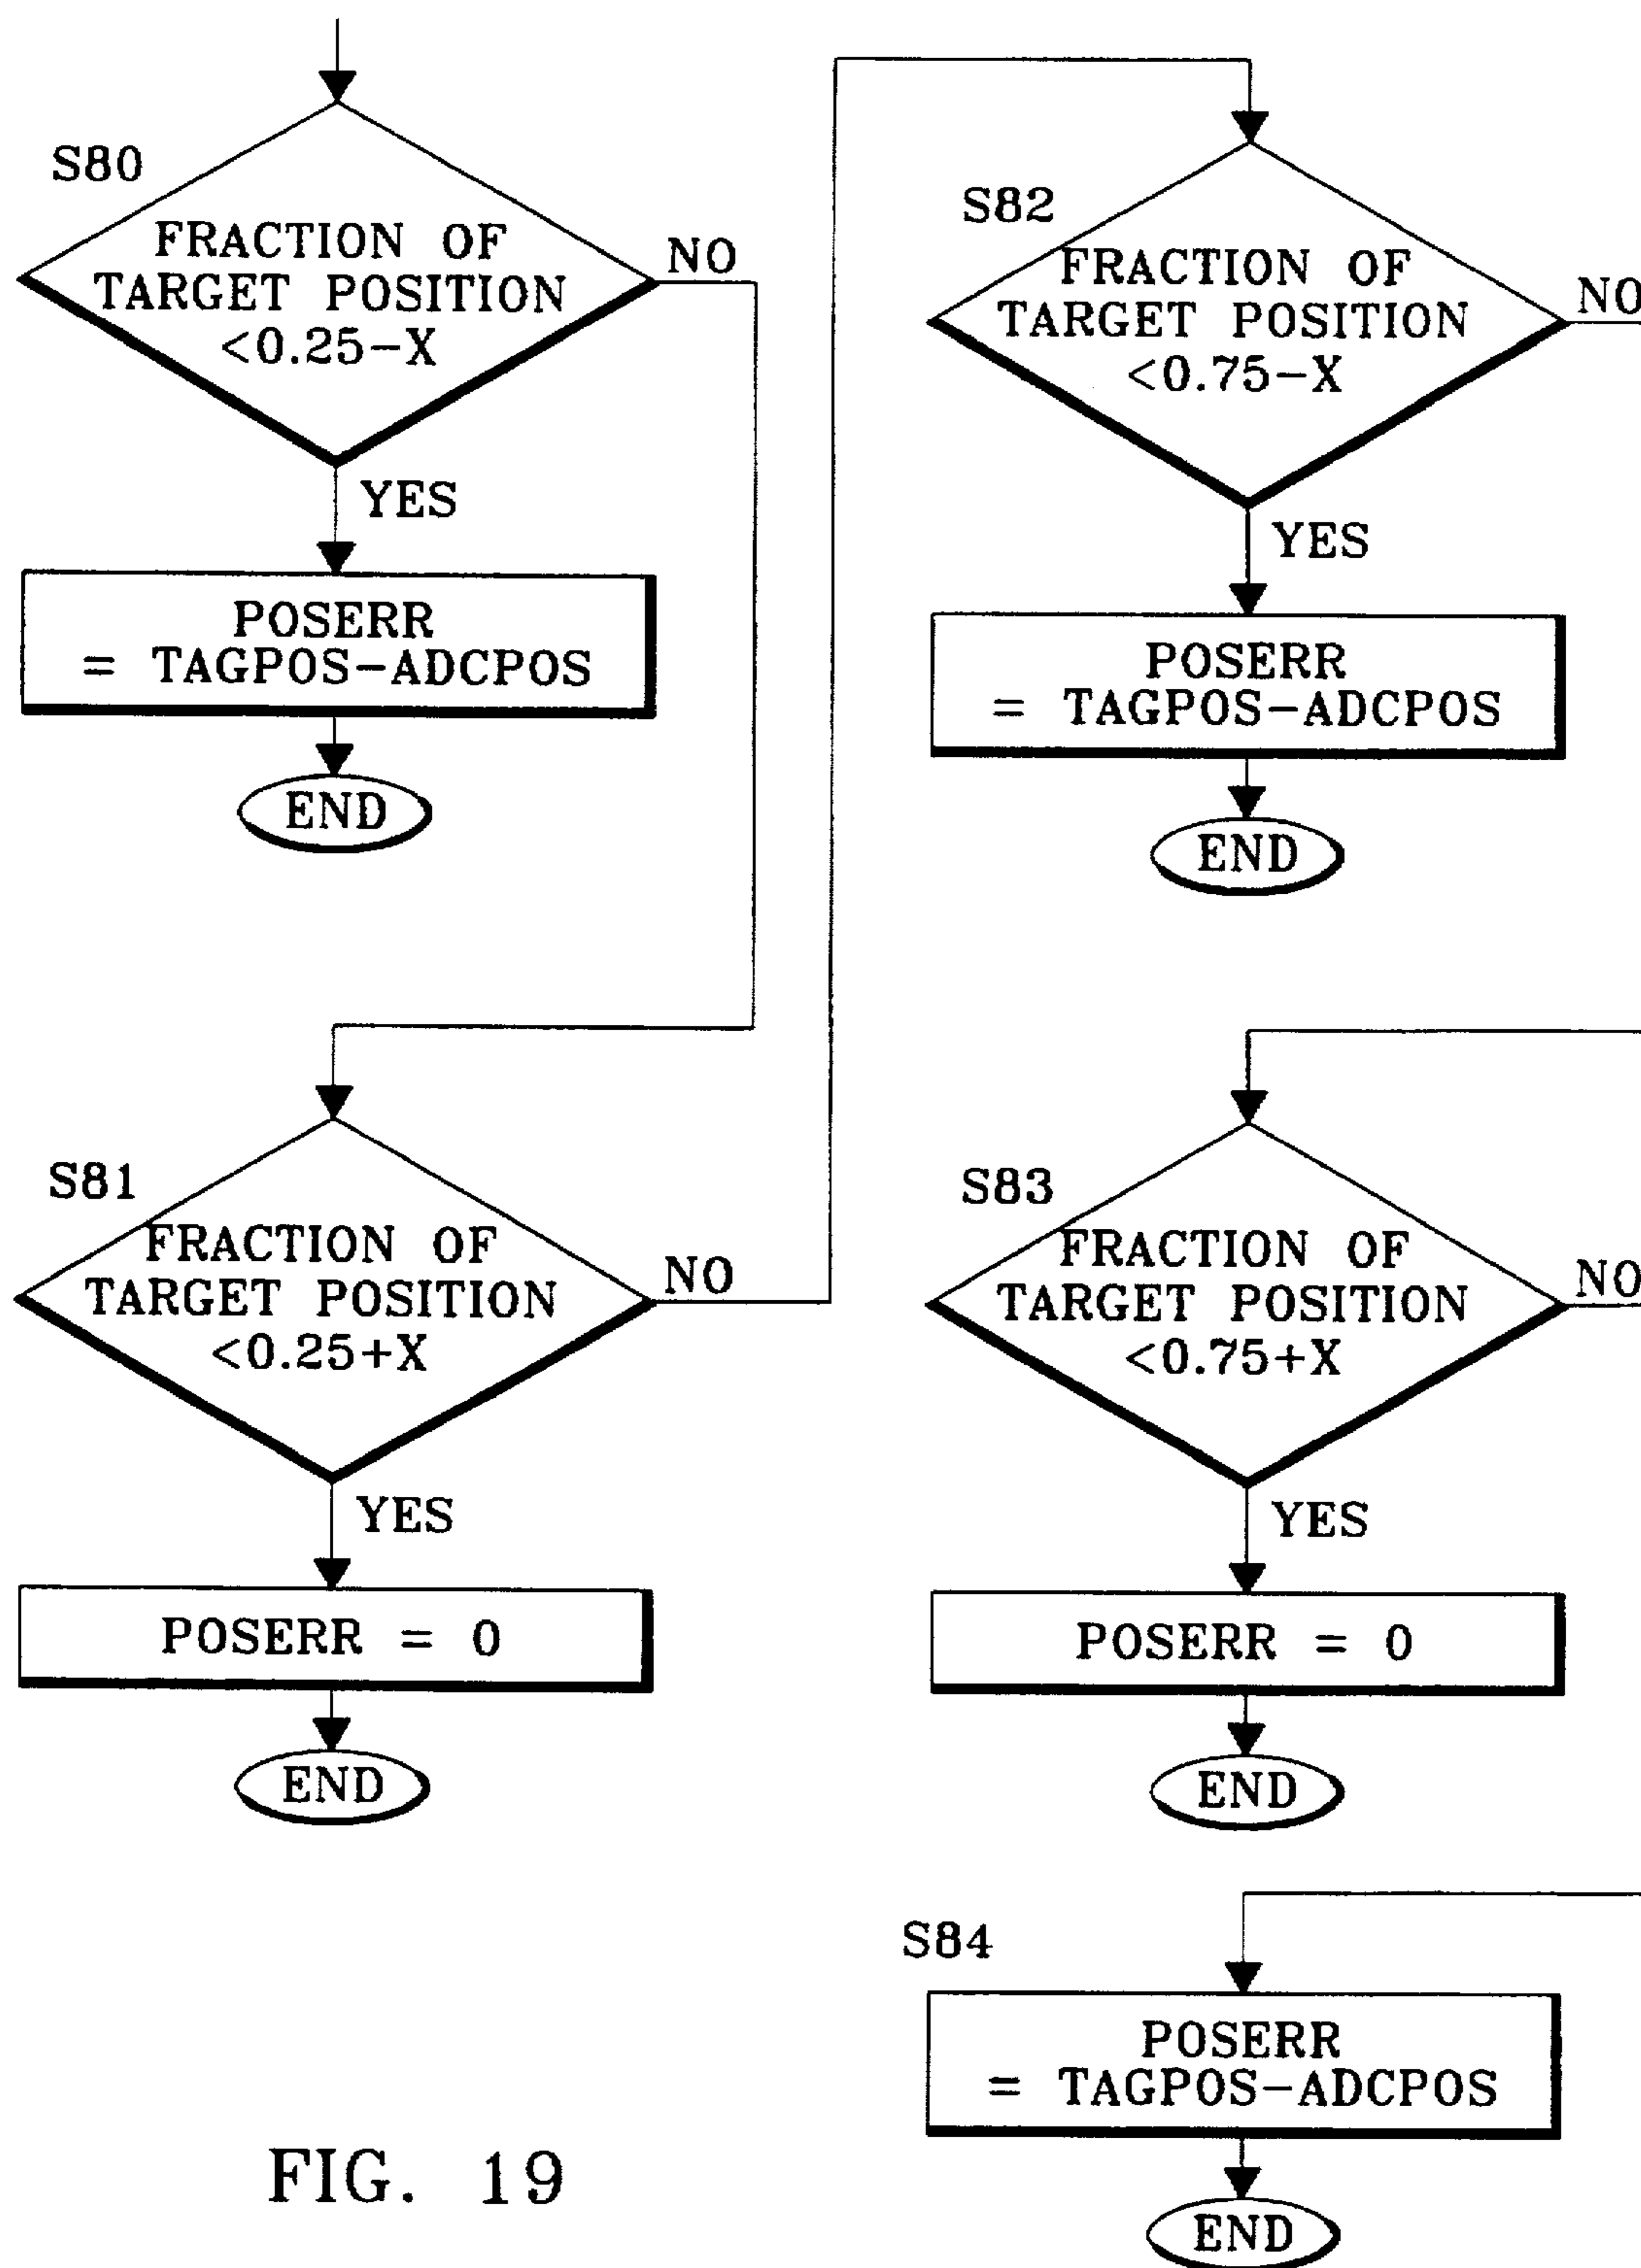 S80
FRACTION OF
TARGET POSITION
<0.25-X
NO
YES
POSERR
= TAGPOS-ADCPOS
END
S81
FRACTION OF
TARGET POSITION
<0.25+X
NO
YES
POSERR = 0
END
S82
FRACTION OF
TARGET POSITION
<0.75-X
NO
YES
POSERR
= TAGPOS-ADCPOS
END
S83
FRACTION OF
TARGET POSITION
<0.75+X
NO
YES
POSERR = 0
END
S84
POSERR
= TAGPOS-ADCPOS
END
FIG. 19